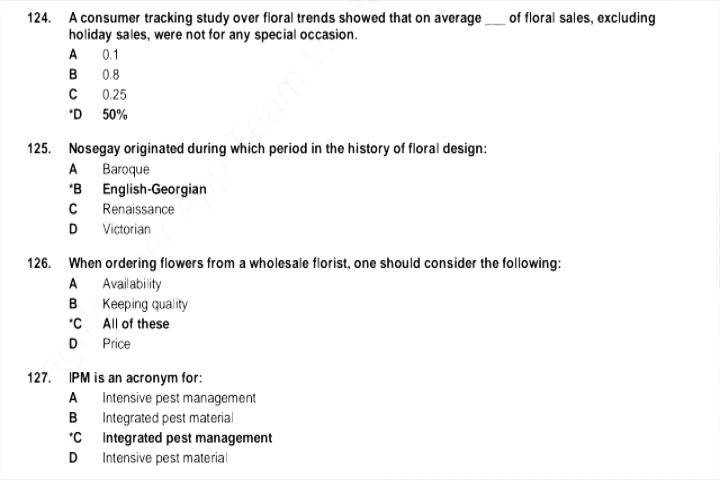 124. A consumer tracking study over floral trends showed that on average ___ of floral sales, excluding
holiday sales, were not for any special occasion.
A 0.1
B 0.8
C 0.25
*D 50%
125. Nosegay originated during which period in the history of floral design:
A Baroque
*B English-Georgian
C Renaissance
D Victorian
126. When ordering flowers from a wholesale florist, one should consider the following:
A Availability
B Keeping quality
*C All of these
D Price
127. IPM is an acronym for:
A Intensive pest management
B Integrated pest material
*C Integrated pest management
D Intensive pest material